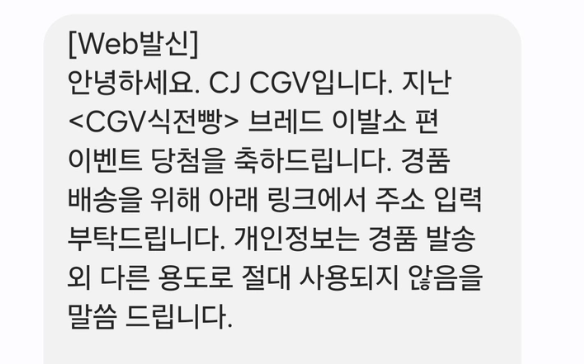 [Web발신]
안녕하세요. CJ CGV입니다. 지난
<CGV식전빵> 브레드 이발소 편
이벤트 당첨을 축하드립니다. 경품
배송을 위해 아래 링크에서 주소 입력
부탁드립니다. 개인정보는 경품 발송
외 다른 용도로 절대 사용되지 않음을
말씀 드립니다.